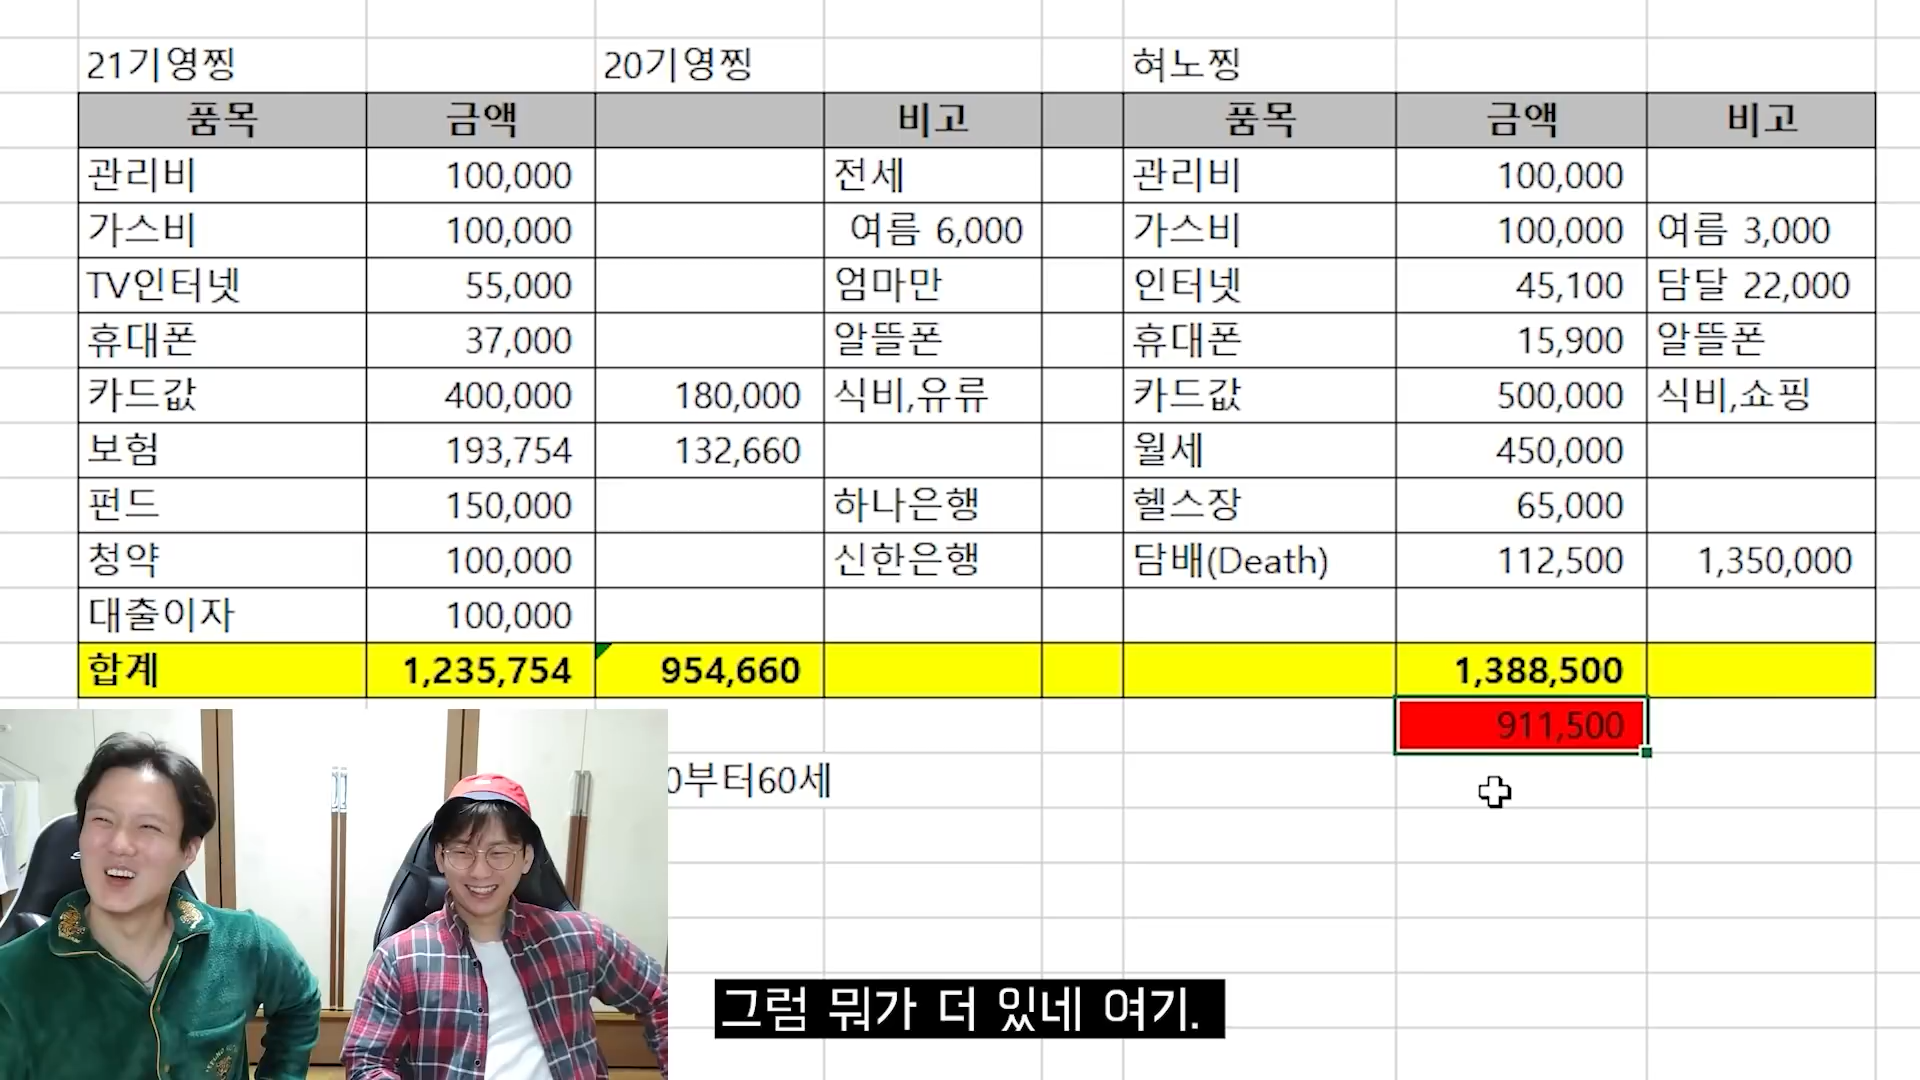 21기영찡 20기영찡 혀노찡
품목 금액 비고 품목 금액 비고
관리비 100,000 전세 관리비 100,000
가스비 100,000 여름 6,000 가스비 100,000 여름 3,000
TV인터넷 55,000 엄마만 인터넷 45,100 담달 22,000
휴대폰 37,000 알뜰폰 휴대폰 15,900 알뜰폰
카드값 400,000 180,000 식비,유류 카드값 500,000 식비,쇼핑
보험 193,754 132,660 월세 450,000
펀드 150,000 하나은행 헬스장 65,000
청약 100,000 신한은행 담배(Death) 112,500 1,350,000
대출이자 100,000
합계 1,235,754 954,660 1,388,500
911,500
0부터60세
그럼 뭐가 더 있네 여기.